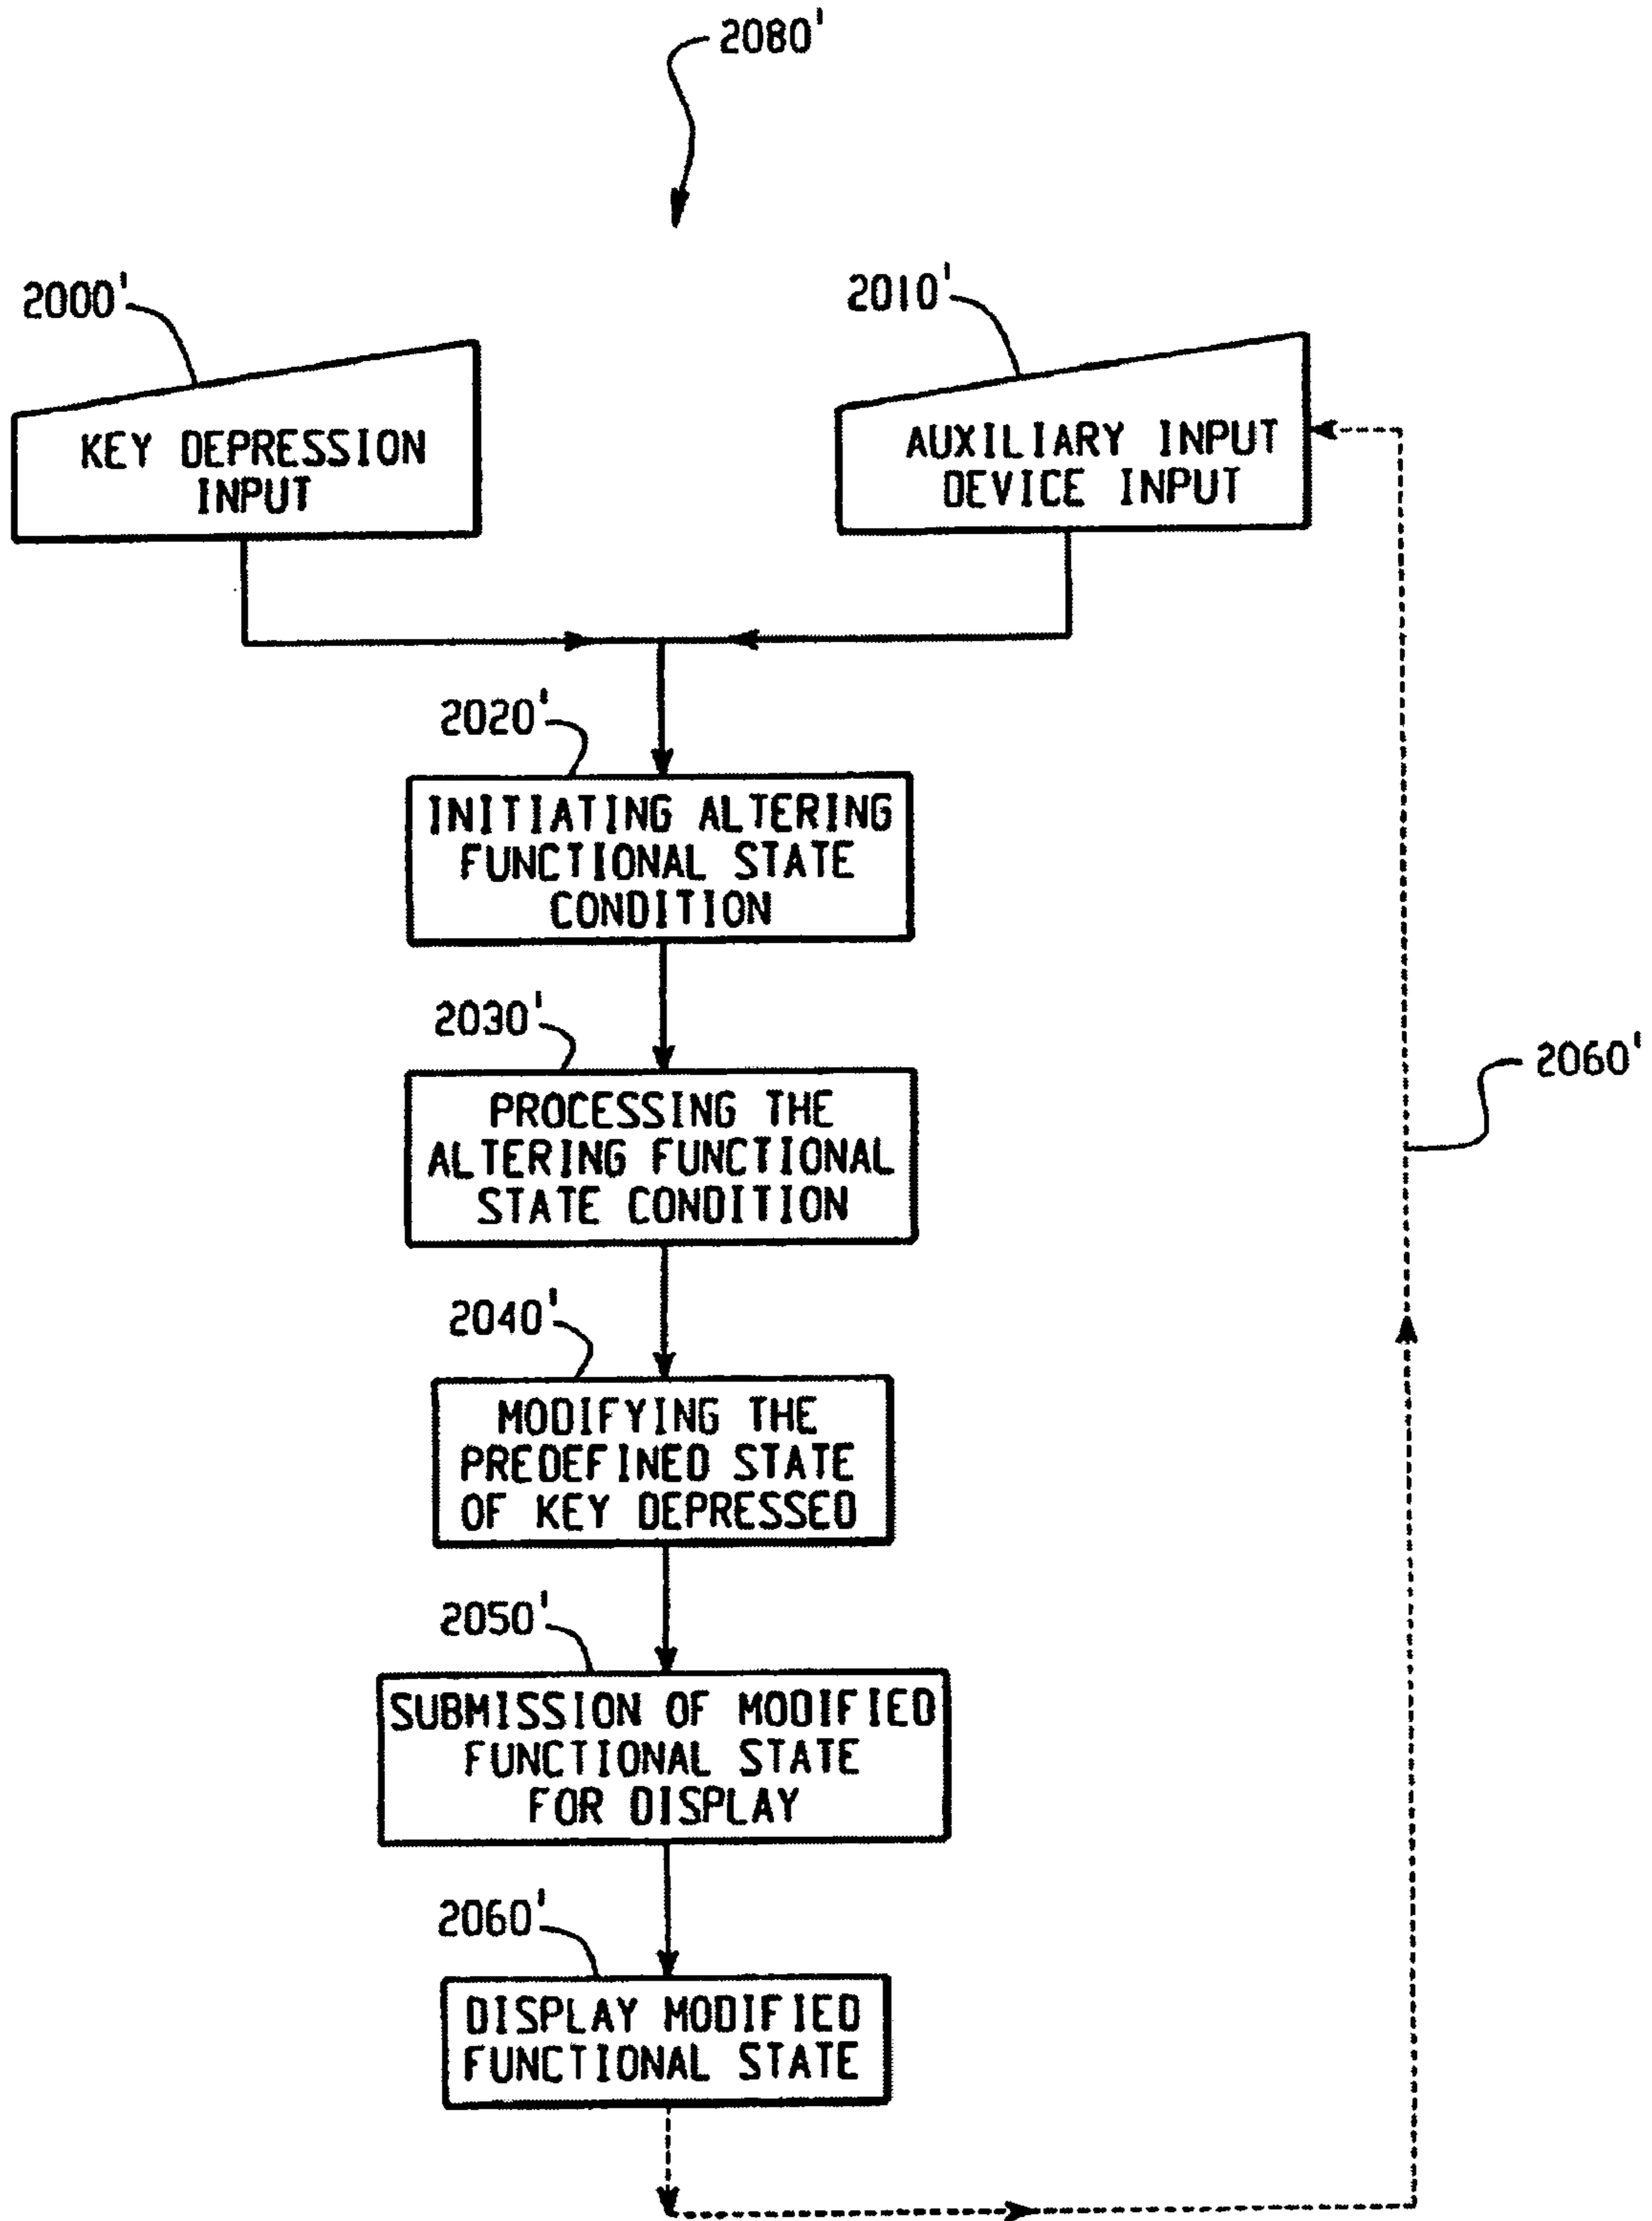 2080'
2000'
KEY DEPRESSION
INPUT
2010'
AUXILIARY INPUT
DEVICE INPUT
2020'
INITIATING ALTERING
FUNCTIONAL STATE
CONDITION
2030'
PROCESSING THE
ALTERING FUNCTIONAL
STATE CONDITION
2060'
2040'
MODIFYING THE
PREDEFINED STATE
OF KEY DEPRESSED
2050'
SUBMISSION OF MODIFIED
FUNCTIONAL STATE
FOR DISPLAY
2060'
DISPLAY MODIFIED
FUNCTIONAL STATE